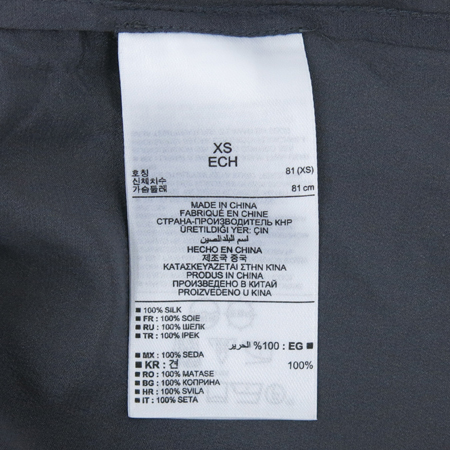 XS
ECH
호칭 81 (XS)
신체치수
가슴둘레 81 cm
MADE IN CHINA
FABRIQUÉ EN CHINE
СТРАНА-ПРОИЗВОДИТЕЛЬ КНР
ÜRETILDIĞI YER: ÇIN
قسم البلد الصين
HECHO EN CHINA
제조국 중국
ΚΑΤΑΣΚΕΥΑΖΕΤΑΙ ΣΤΗΝ ΚΙΝΑ
PRODUS IN CHINA
ПРОИЗВЕДЕНО В КИТАЙ
PROIZVEDENO U KINA
■ 100% SILK
■ FR : 100% SOIE
■ RU : 100% ШЕЛК
■ TR : 100% IPEK
■ EG : 100% الحرير
■ MX : 100% SEDA
■ KR : 견 100%
■ RO : 100% MATASE
■ BG : 100% КОПРИНА
■ HR : 100% SVILA
■ IT : 100% SETA